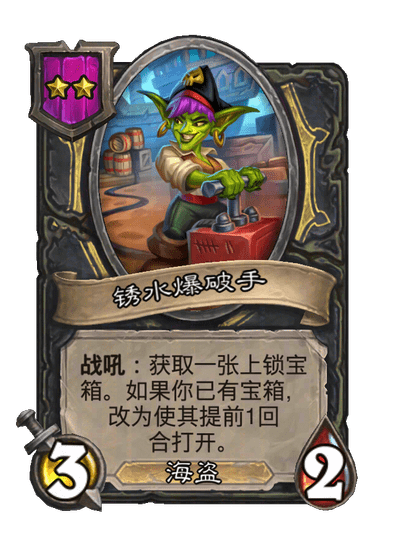 锈水爆破手
战吼：获取一张上锁宝
箱。如果你已有宝箱，
改为使其提前1回
合打开。
3
海盗
2